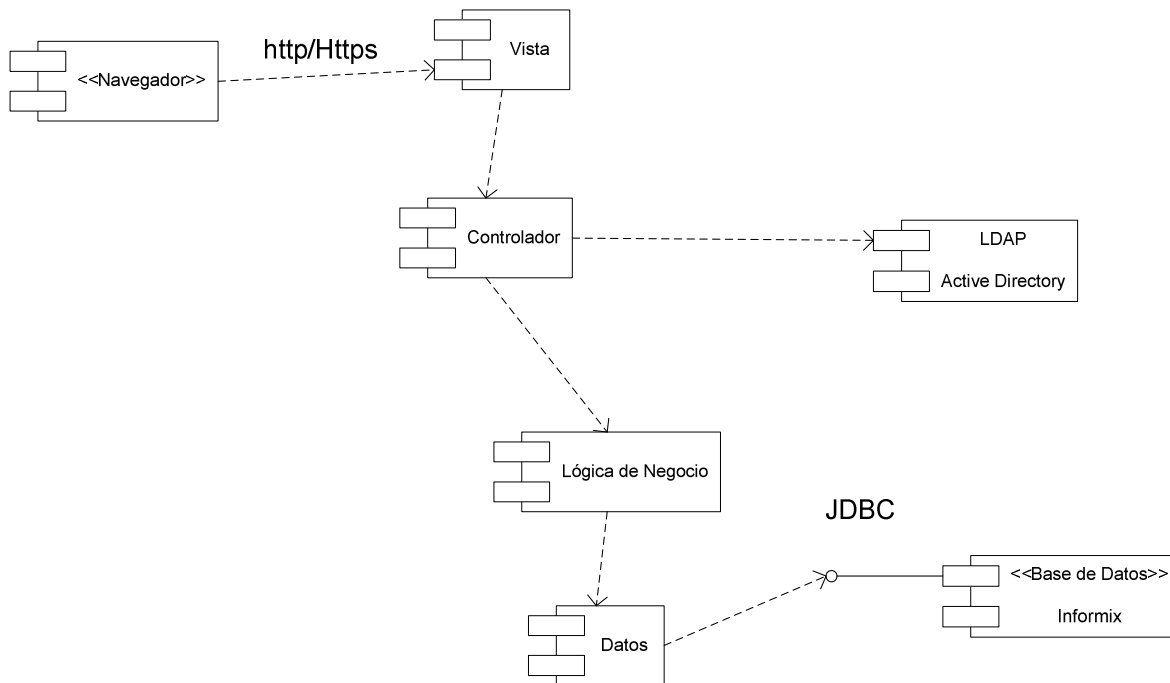 http/Https
Vista
<<Navegador>>
Controlador
LDAP
Active Directory
Lógica de Negocio
JDBC
<<Base de Datos>>
Informix
Datos